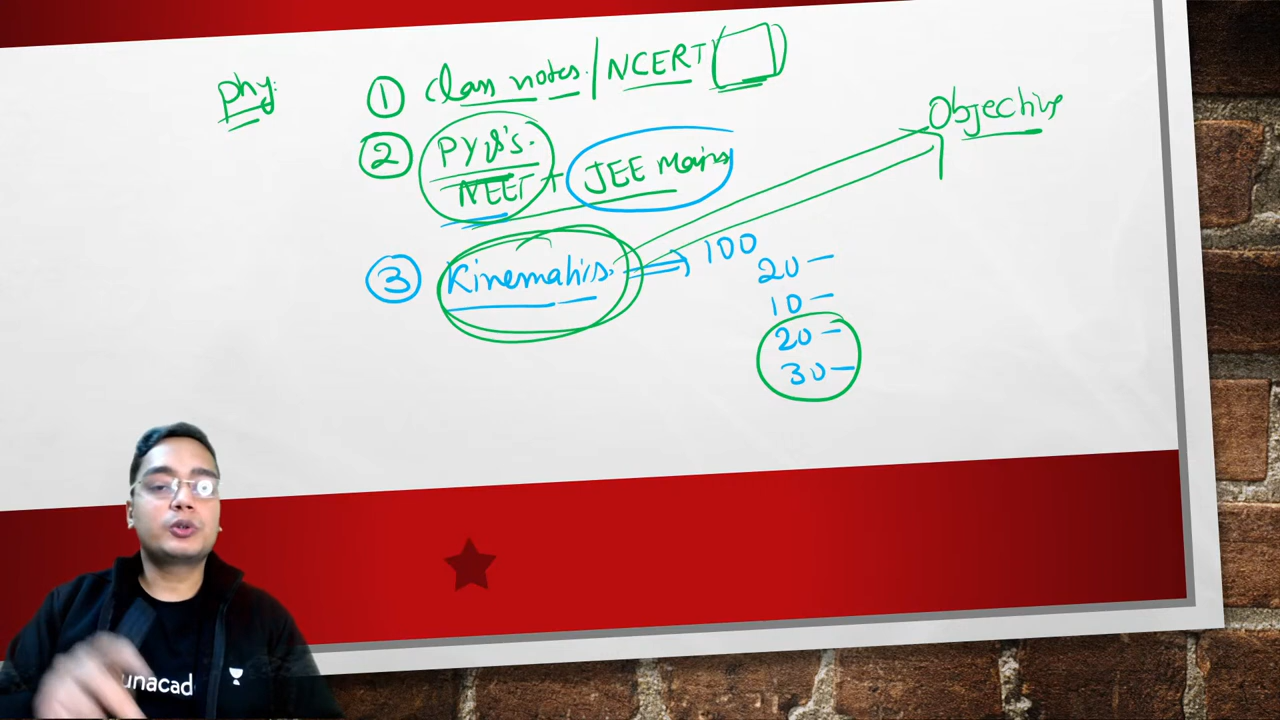 phy:
① Class notes / NCERT
Objective
② PYQ's.
NEET + JEE Mains
③ Kinematics. ⇒ 100
20 -
10 -
20 -
30 -
unacad